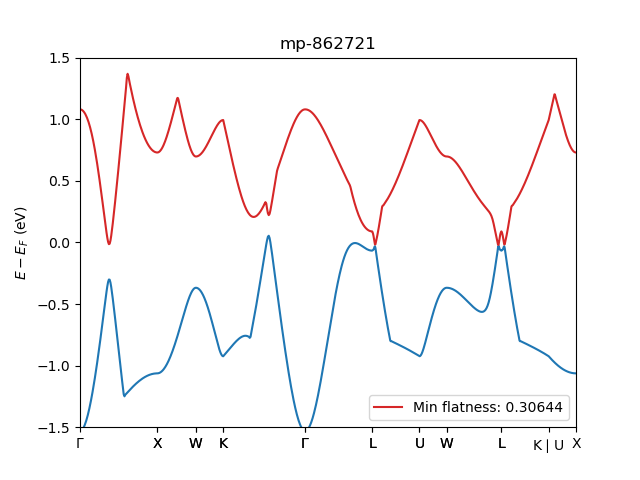 mp-862721
E − E_F (eV)
1.5
1.0
0.5
0.0
−0.5
−1.0
−1.5
Min flatness: 0.30644
Γ X W K Γ L U W L K | U X